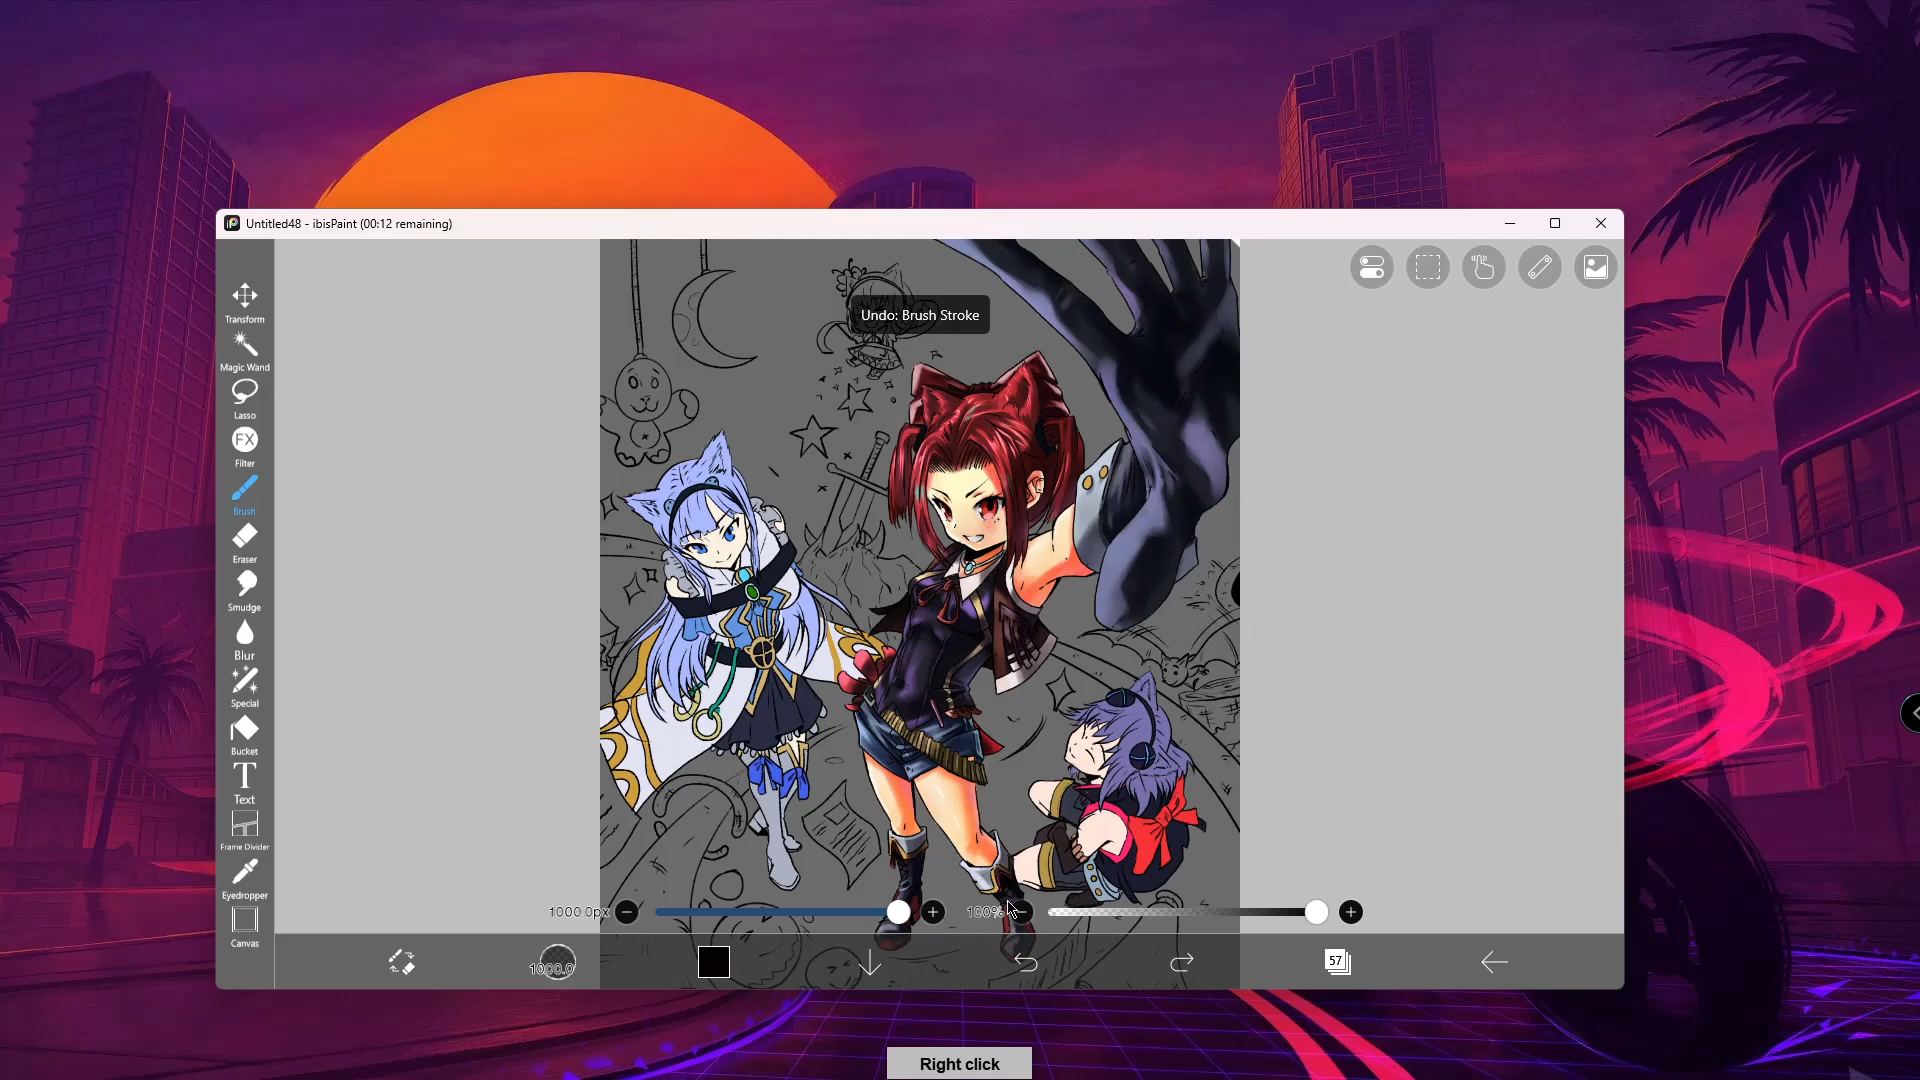 Untitled48 - ibisPaint (00:12 remaining)
Undo: Brush Stroke
Transform
Magic Wand
Lasso
FX
Filter
Brush
Eraser
Smudge
Blur
Special
Bucket
T
Text
Frame Divider
Eyedropper
Canvas
1000.0px
100%
1000.0
57
Right click